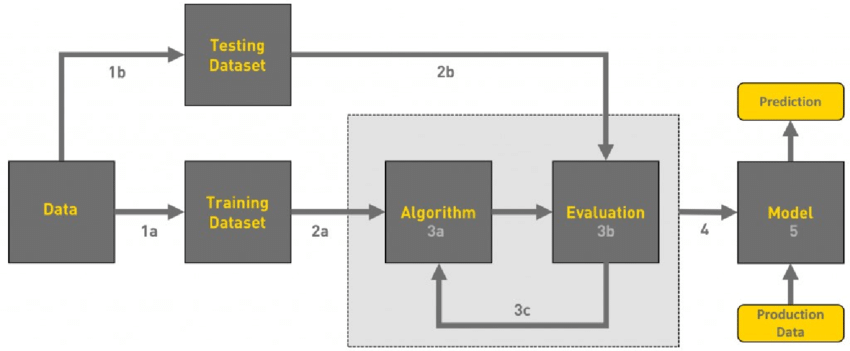 Testing
Dataset
1b
2b
Prediction
Data
1a
Training
Dataset
2a
Algorithm
3a
Evaluation
3b
4
Model
5
3c
Production
Data